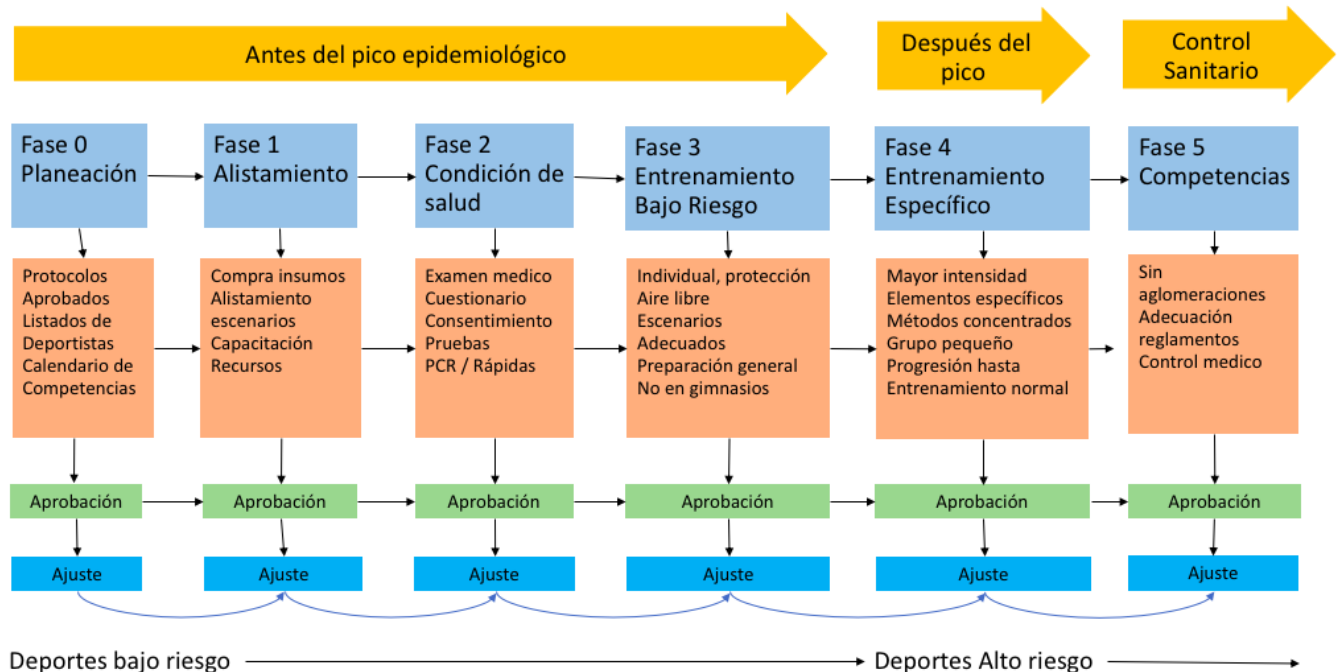 Antes del pico epidemiológico
Después del
pico
Control
Sanitario
Fase 0
Planeación
Fase 1
Alistamiento
Fase 2
Condición de
salud
Fase 3
Entrenamiento
Bajo Riesgo
Fase 4
Entrenamiento
Específico
Fase 5
Competencias
Protocolos
Aprobados
Listados de
Deportistas
Calendario de
Competencias
Compra insumos
Alistamiento
escenarios
Capacitación
Recursos
Examen medico
Cuestionario
Consentimiento
Pruebas
PCR / Rápidas
Individual, protección
Aire libre
Escenarios
Adecuados
Preparación general
No en gimnasios
Mayor intensidad
Elementos específicos
Métodos concentrados
Grupo pequeño
Progresión hasta
Entrenamiento normal
Sin
aglomeraciones
Adecuación
reglamentos
Control medico
Aprobación
Aprobación
Aprobación
Aprobación
Aprobación
Aprobación
Ajuste
Ajuste
Ajuste
Ajuste
Ajuste
Ajuste
Deportes bajo riesgo
Deportes Alto riesgo